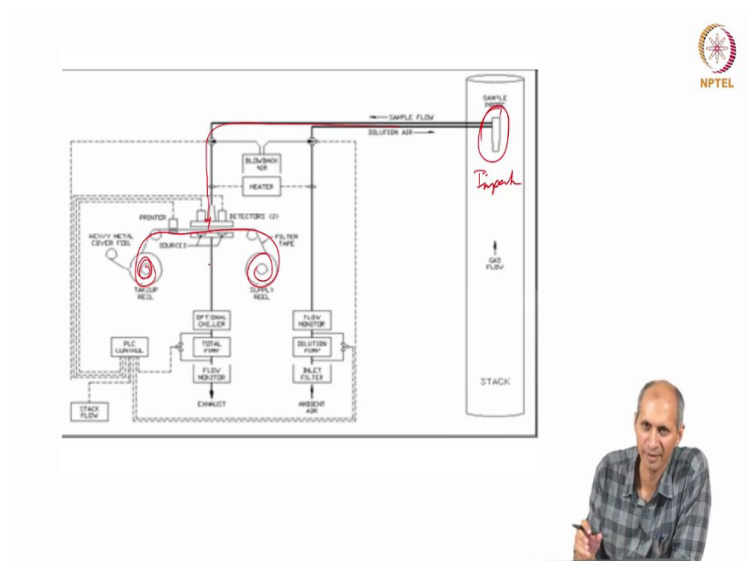 NPTEL
SAMPLE
PROBE
SAMPLE FLOW
DILUTION AIR
BLOWBACK
AIR
HEATER
PRINTER
DETECTORS (2)
HEAVY METAL
COVER FOIL
SOURCES
FILTER
TAPE
TAKEUP
REEL
SUPPLY
REEL
GAS
FLOW
OPTIONAL
CHILLER
FLOW
MONITOR
PLC
CONTROL
TOTAL
PUMP
DILUTION
PUMP
FLOW
MONITOR
INLET
FILTER
STACK
FLOW
EXHAUST
AMBIENT
AIR
STACK